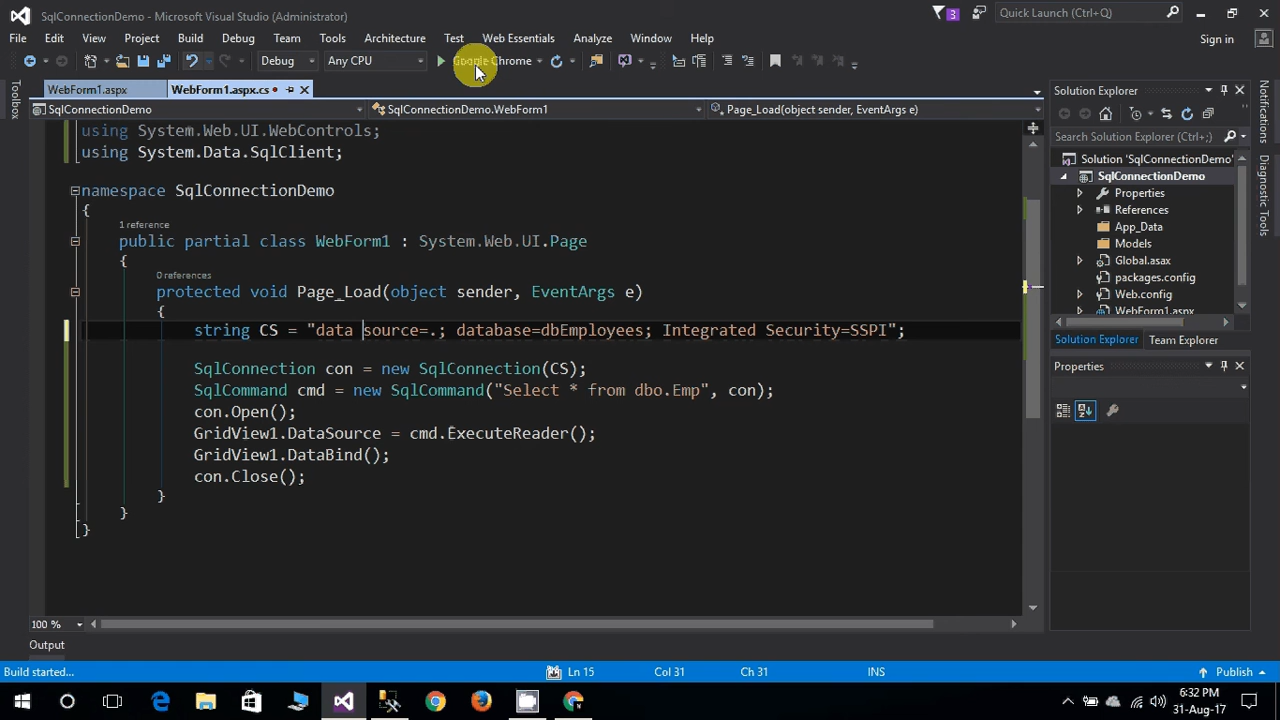 SqlConnectionDemo - Microsoft Visual Studio (Administrator)
3
Quick Launch (Ctrl+Q)
File Edit View Project Build Debug Team Tools Architecture Test Web Essentials Analyze Window Help
Sign in
Debug Any CPU Google Chrome
Toolbox
WebForm1.aspx WebForm1.aspx.cs
SqlConnectionDemo SqlConnectionDemo.WebForm1 Page_Load(object sender, EventArgs e)
using System.Web.UI.WebControls;
using System.Data.SqlClient;
namespace SqlConnectionDemo
{
1 reference
public partial class WebForm1 : System.Web.UI.Page
{
0 references
protected void Page_Load(object sender, EventArgs e)
{
string CS = "data source=.; database=dbEmployees; Integrated Security=SSPI";
SqlConnection con = new SqlConnection(CS);
SqlCommand cmd = new SqlCommand("Select * from dbo.Emp", con);
con.Open();
GridView1.DataSource = cmd.ExecuteReader();
GridView1.DataBind();
con.Close();
}
}
}
100 %
Solution Explorer
Search Solution Explorer (Ctrl+;)
Solution 'SqlConnectionDemo'
SqlConnectionDemo
Properties
References
App_Data
Models
Global.asax
packages.config
Web.config
WebForm1.aspx
Solution Explorer Team Explorer
Properties
Notifications
Diagnostic Tools
Output
Build started... Ln 15 Col 31 Ch 31 INS Publish
6:32 PM
31-Aug-17